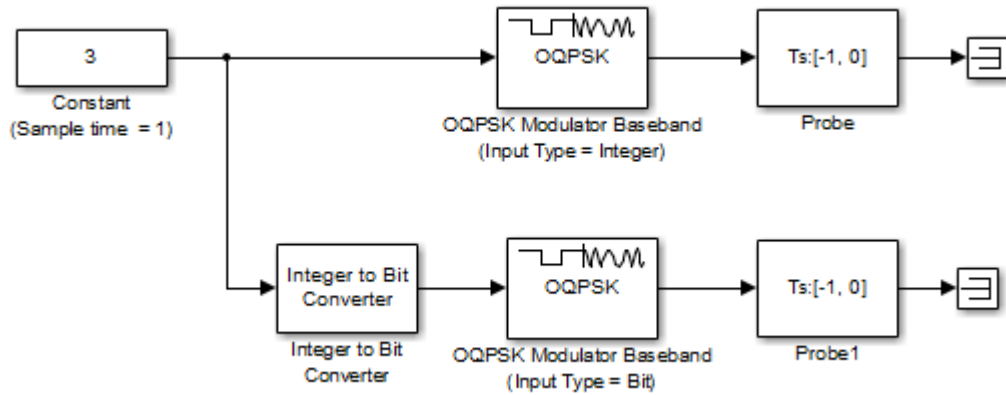 3
Constant
(Sample time = 1)
OQPSK
OQPSK Modulator Baseband
(Input Type = Integer)
Ts:[-1, 0]
Probe
Integer to Bit
Converter
Integer to Bit
Converter
OQPSK
OQPSK Modulator Baseband
(Input Type = Bit)
Ts:[-1, 0]
Probe1